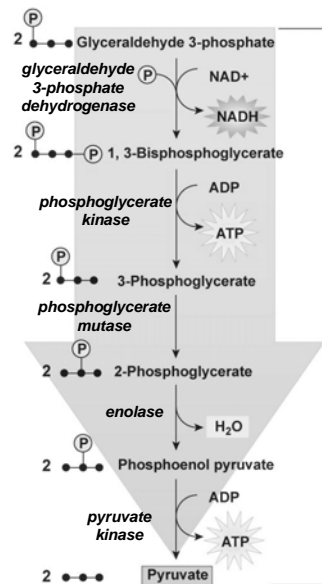 P
2 Glyceraldehyde 3-phosphate
glyceraldehyde
3-phosphate
dehydrogenase
P
NAD+
NADH
P
2 P 1, 3-Bisphosphoglycerate
phosphoglycerate
kinase
ADP
ATP
P
2 3-Phosphoglycerate
phosphoglycerate
mutase
P
2 2-Phosphoglycerate
enolase
H₂O
P
2 Phosphoenol pyruvate
pyruvate
kinase
ADP
ATP
2 Pyruvate